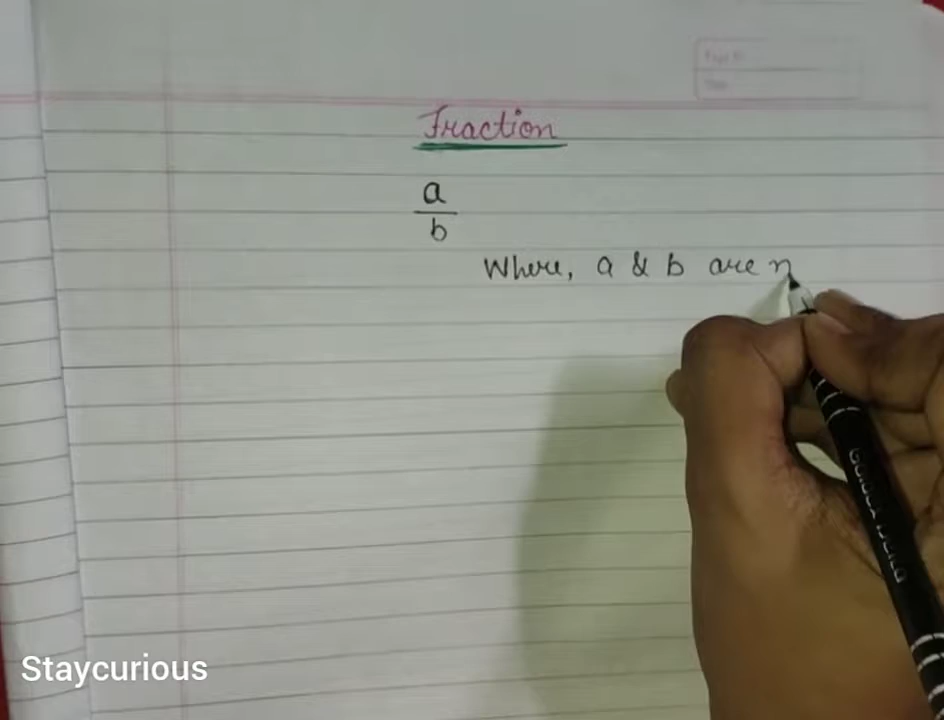 Fraction
a
b
Where, a & b are n
Staycurious